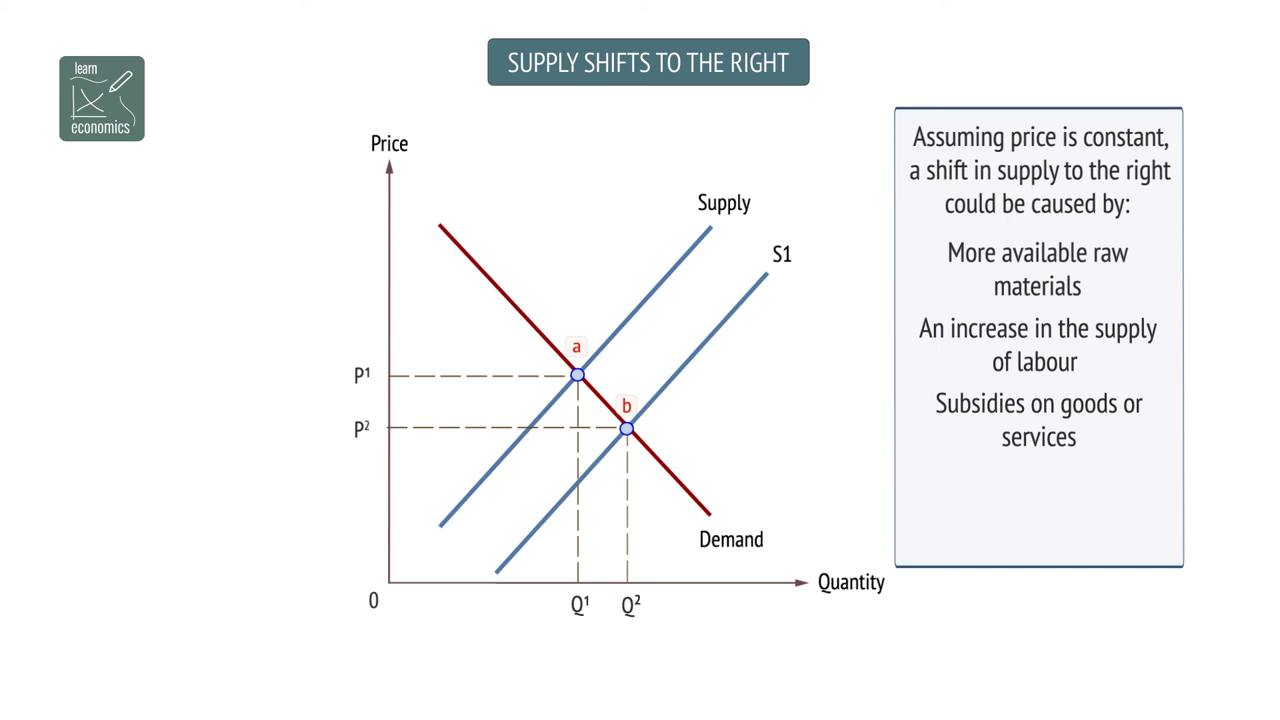 learn
economics
SUPPLY SHIFTS TO THE RIGHT
Price
Supply
S1
a
b
P¹
P²
Demand
Quantity
0
Q¹
Q²
Assuming price is constant,
a shift in supply to the right
could be caused by:
More available raw
materials
An increase in the supply
of labour
Subsidies on goods or
services